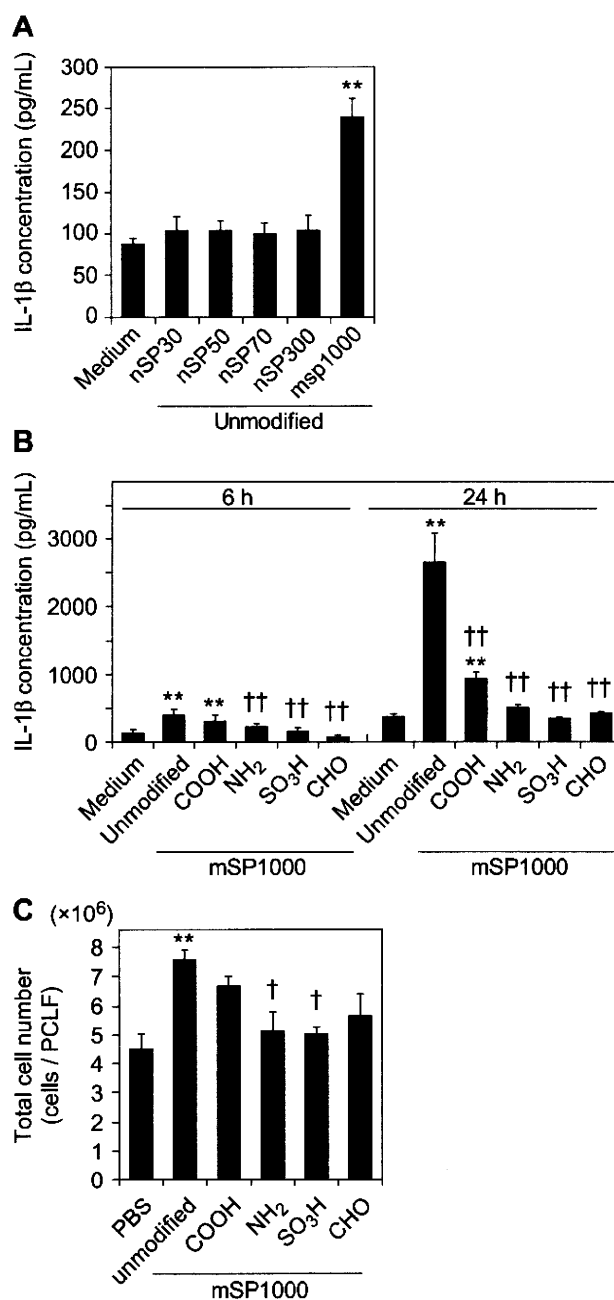 A
IL-1β concentration (pg/mL)
300
250
200
150
100
50
0
**
Medium
nSP30
nSP50
nSP70
nSP300
msp1000
Unmodified
B
IL-1β concentration (pg/mL)
6 h
24 h
3000
2000
1000
0
**
**
††
††
††
**
††
**
††
††
††
Medium
Unmodified
COOH
NH₂
SO₃H
CHO
Medium
Unmodified
COOH
NH₂
SO₃H
CHO
mSP1000
mSP1000
C
(×10⁶)
Total cell number
(cells / PCLF)
8
7
6
5
4
3
2
1
0
**
†
†
PBS
unmodified
COOH
NH₂
SO₃H
CHO
mSP1000